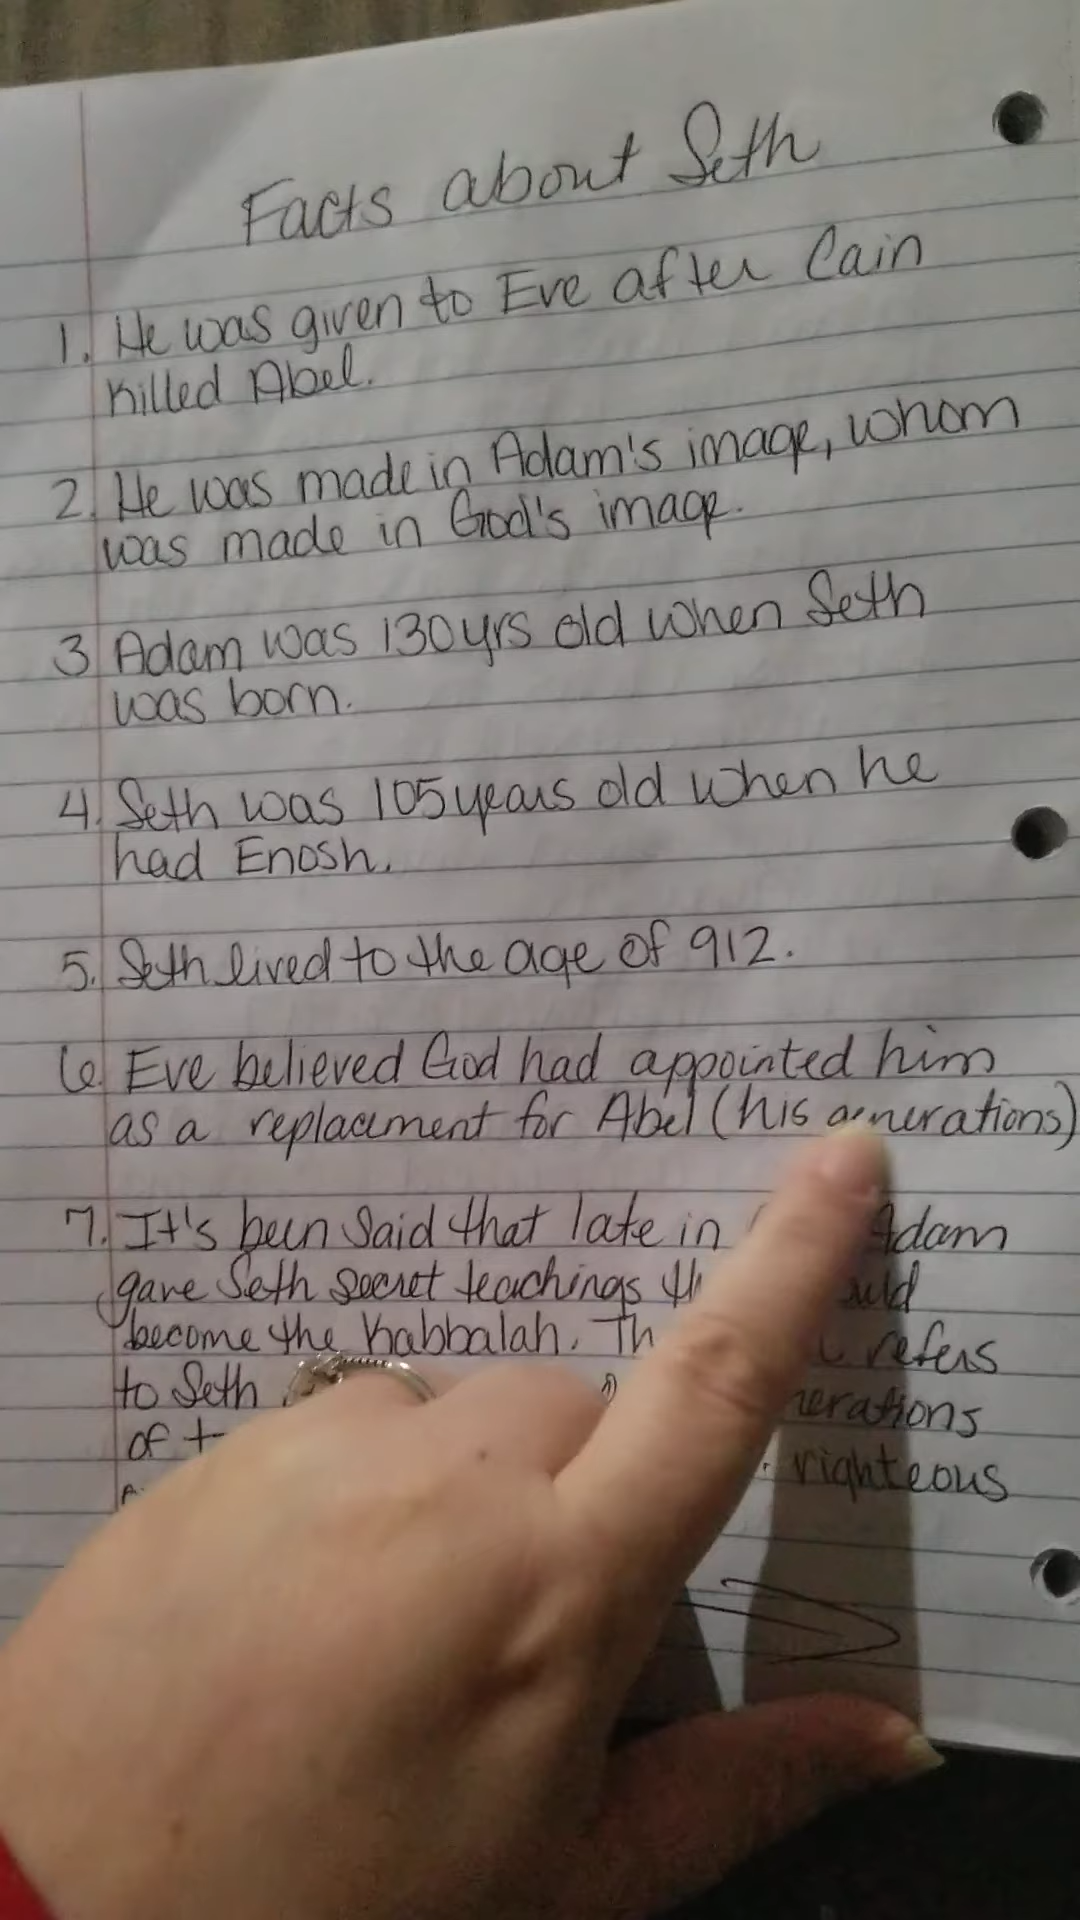 Facts about Seth
1. He was given to Eve after Cain
killed Abel.
2. He was made in Adam's image, whom
was made in God's image.
3 Adam was 130 yrs old when Seth
was born.
4. Seth was 105 years old when he
had Enosh.
5. Seth lived to the age of 912.
6 Eve believed God had appointed him
as a replacement for Abel (his generations)
7. It's been said that late in Adam
gave Seth secret teachings
become the Kabbalah. refers
to Seth
of
righteous